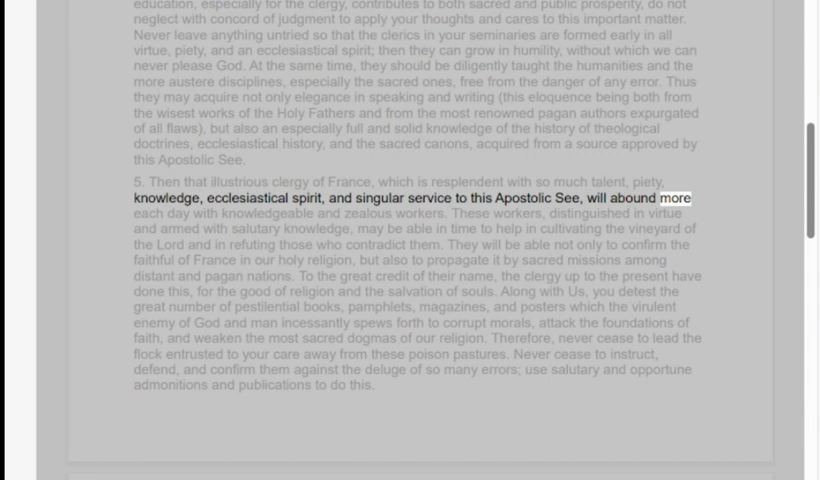 education, especially for the clergy, contributes to both sacred and public prosperity, do not
neglect with concord of judgment to apply your thoughts and cares to this important matter.
Never leave anything untried so that the clerics in your seminaries are formed early in all
virtue, piety, and an ecclesiastical spirit; then they can grow in humility, without which we can
never please God. At the same time, they should be diligently taught the humanities and the
more austere disciplines, especially the sacred ones, free from the danger of any error. Thus
they may acquire not only elegance in speaking and writing (this eloquence being both from
the wisest works of the Holy Fathers and from the most renowned pagan authors expurgated
of all flaws), but also an especially full and solid knowledge of the history of theological
doctrines, ecclesiastical history, and the sacred canons, acquired from a source approved by
this Apostolic See.
5. Then that illustrious clergy of France, which is resplendent with so much talent, piety,
knowledge, ecclesiastical spirit, and singular service to this Apostolic See, will abound more
each day with knowledgeable and zealous workers. These workers, distinguished in virtue
and armed with salutary knowledge, may be able in time to help in cultivating the vineyard of
the Lord and in refuting those who contradict them. They will be able not only to confirm the
faithful of France in our holy religion, but also to propagate it by sacred missions among
distant and pagan nations. To the great credit of their name, the clergy up to the present have
done this, for the good of religion and the salvation of souls. Along with Us, you detest the
great number of pestilential books, pamphlets, magazines, and posters which the virulent
enemy of God and man incessantly spews forth to corrupt morals, attack the foundations of
faith, and weaken the most sacred dogmas of our religion. Therefore, never cease to lead the
flock entrusted to your care away from these poison pastures. Never cease to instruct,
defend, and confirm them against the deluge of so many errors; use salutary and opportune
admonitions and publications to do this.